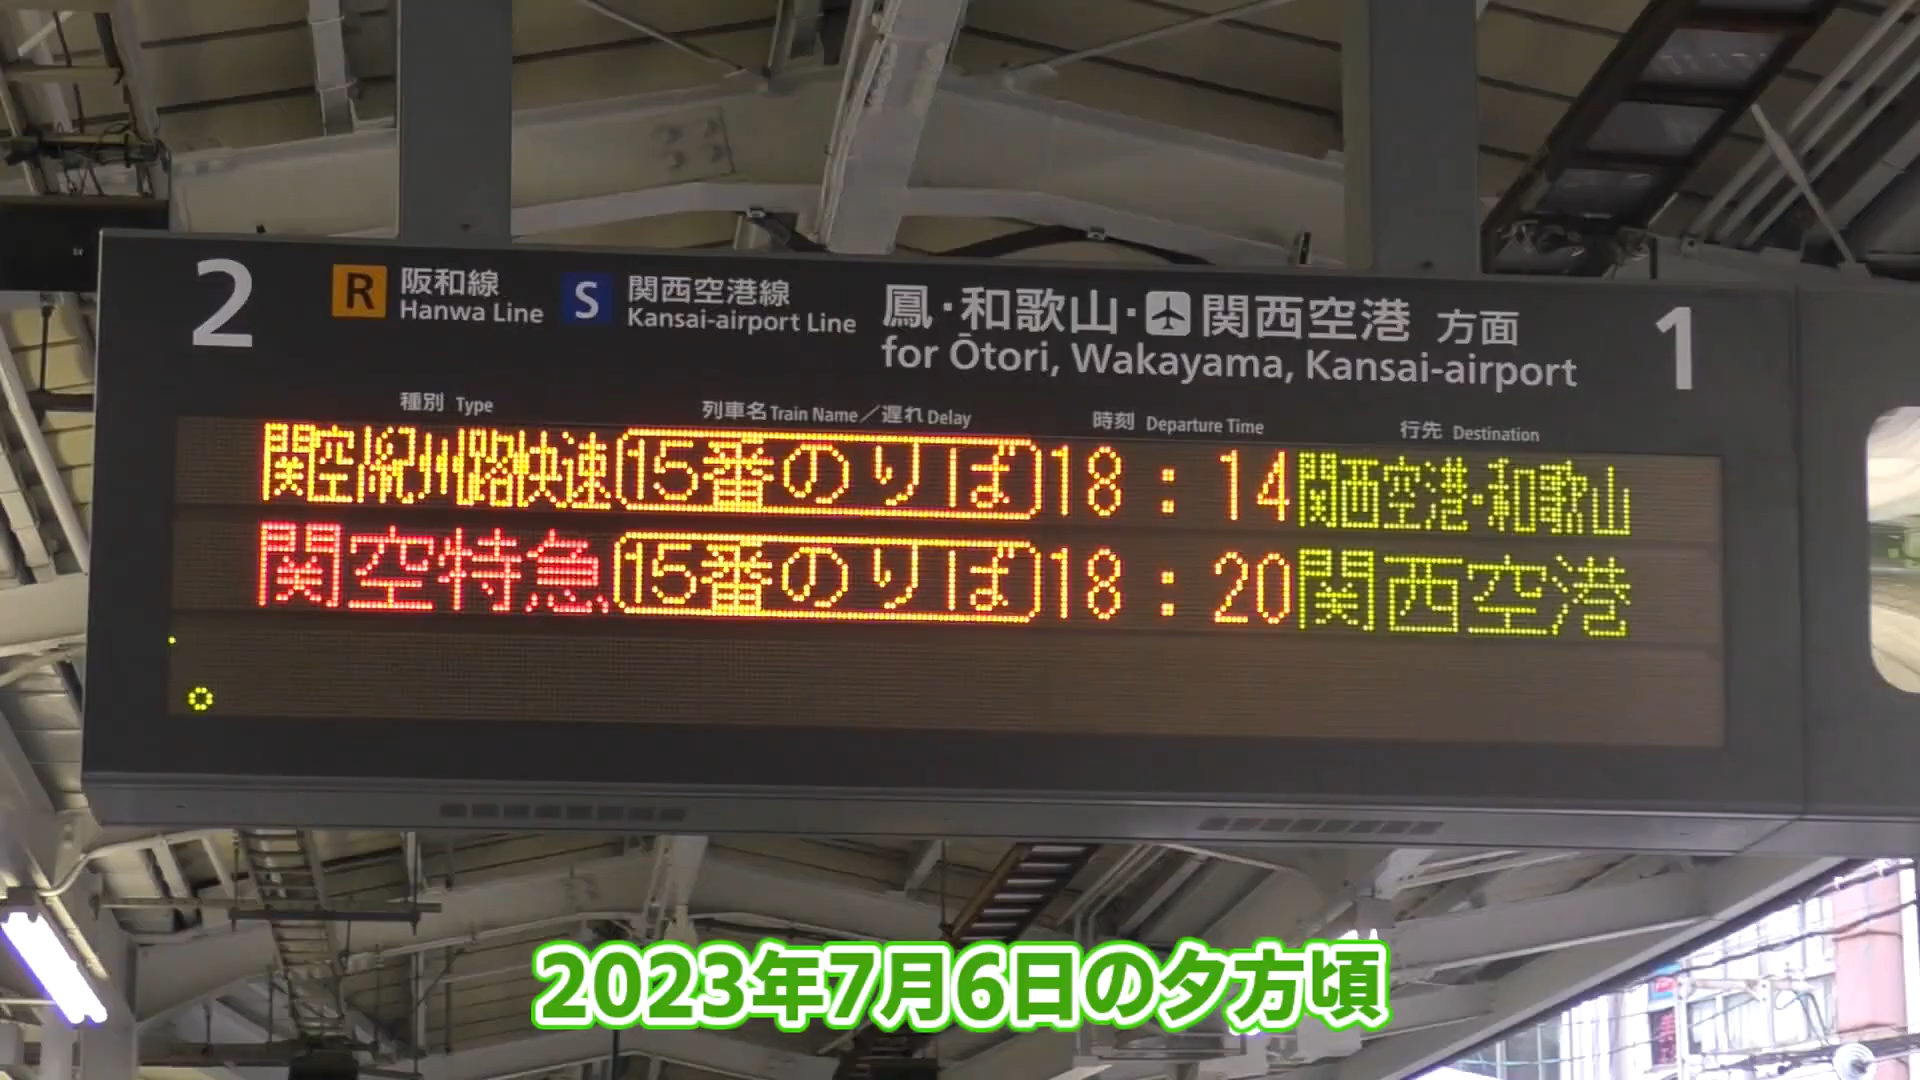 2
R 阪和線
Hanwa Line
S 関西空港線
Kansai-airport Line
鳳・和歌山・関西空港 方面
for Ōtori, Wakayama, Kansai-airport
1
種別 Type 列車名 Train Name／遅れ Delay 時刻 Departure Time 行先 Destination
関空/紀州路快速 15番のりば 18:14 関西空港・和歌山
関空特急 15番のりば 18:20 関西空港
。
2023年7月6日の夕方頃